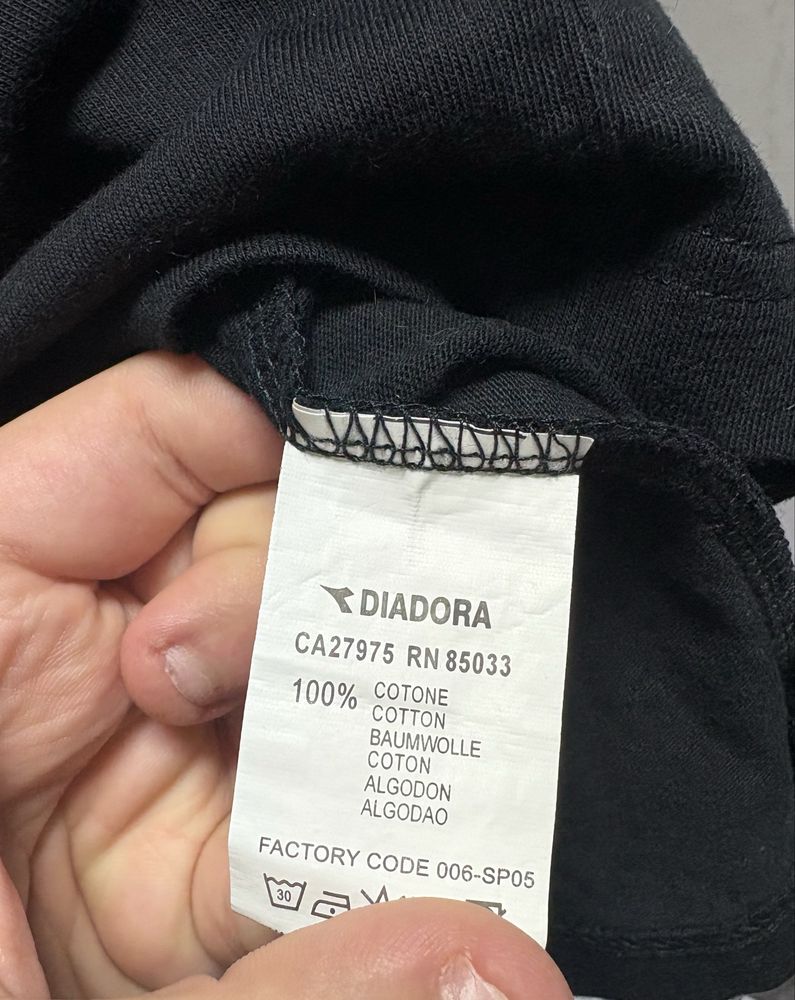 DIADORA
CA27975 RN 85033
100% COTONE
COTTON
BAUMWOLLE
COTON
ALGODON
ALGODAO
FACTORY CODE 006-SP05
30